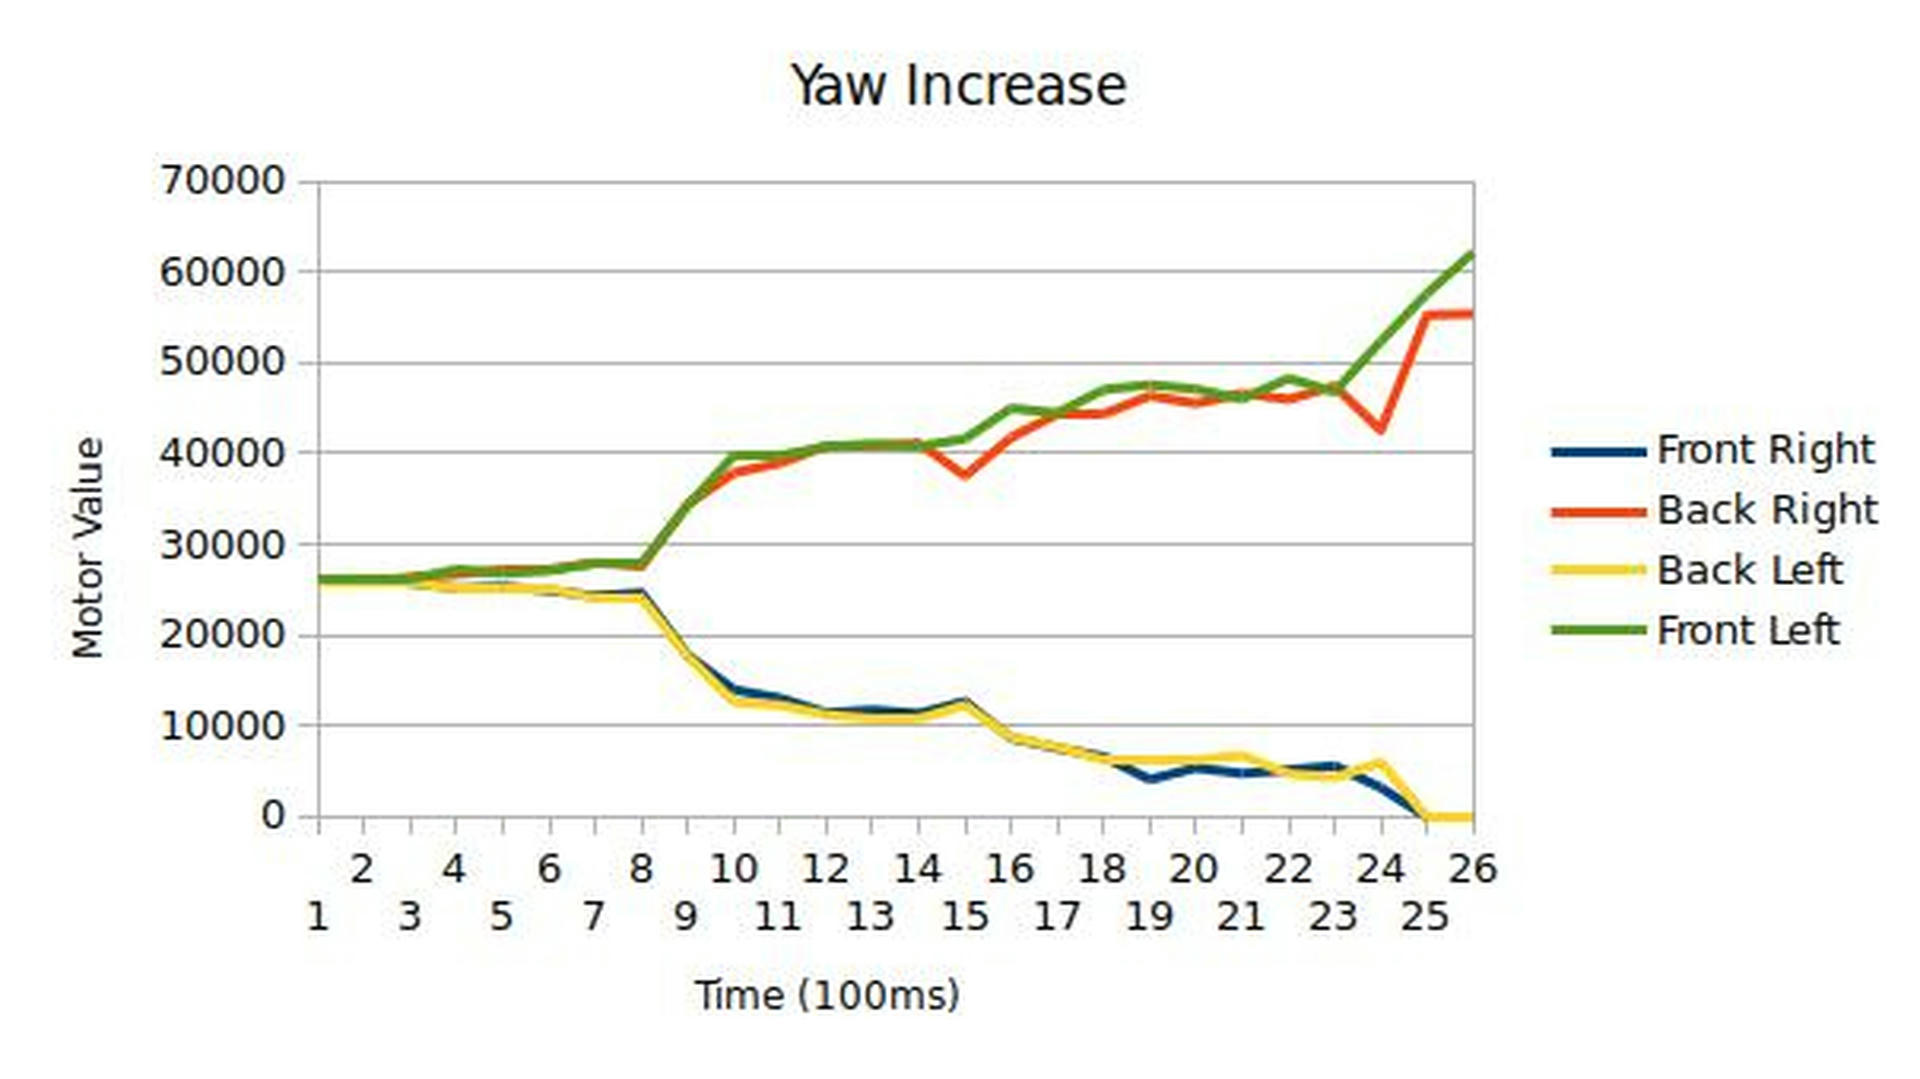 Yaw Increase
70000
60000
50000
40000
30000
20000
10000
0
Motor Value
2 4 6 8 10 12 14 16 18 20 22 24 26
1 3 5 7 9 11 13 15 17 19 21 23 25
Time (100ms)
Front Right
Back Right
Back Left
Front Left